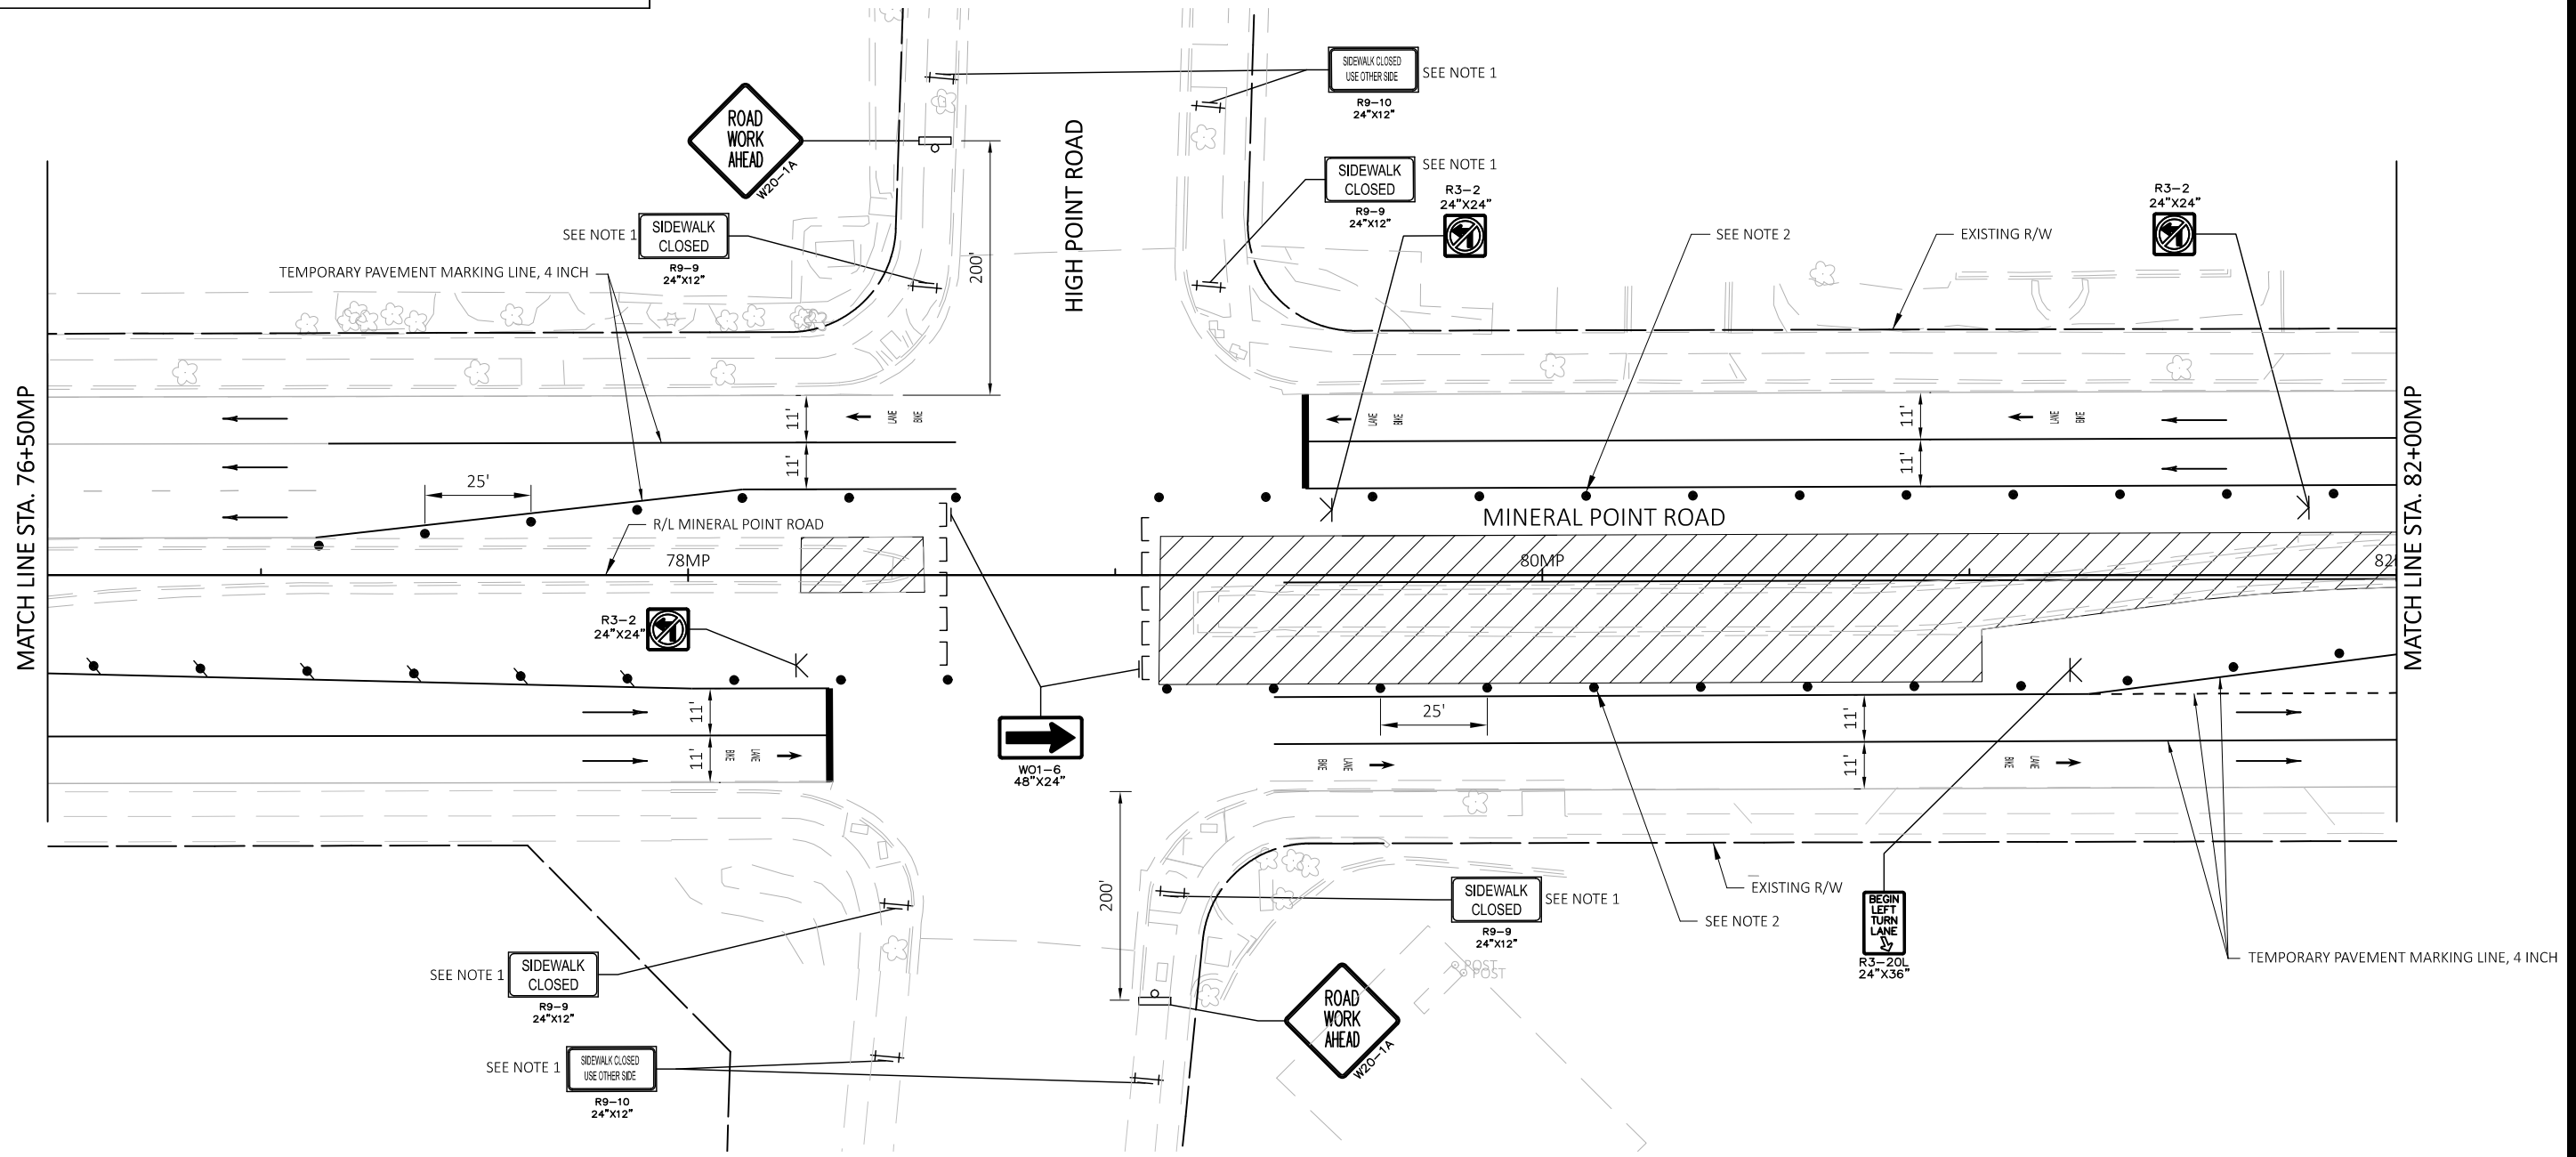 SIDEWALK CLOSED
USE OTHER SIDE
SEE NOTE 1
R9-10
24"X12"
ROAD
WORK
AHEAD
W20-1A
HIGH POINT ROAD
SIDEWALK
CLOSED
SEE NOTE 1
R9-9
24"X12"
R3-2
24"X24"
R3-2
24"X24"
SEE NOTE 1
SIDEWALK
CLOSED
R9-9
24"X12"
SEE NOTE 2
EXISTING R/W
TEMPORARY PAVEMENT MARKING LINE, 4 INCH
200'
MATCH LINE STA. 76+50MP
MATCH LINE STA. 82+00MP
11'
11'
LANE
BIKE
LANE
BIKE
11'
11'
LANE
BIKE
25'
R/L MINERAL POINT ROAD
MINERAL POINT ROAD
78MP
80MP
82
R3-2
24"X24"
11'
11'
BIKE
LANE
WO1-6
48"X24"
25'
BIKE
LANE
11'
11'
BIKE
LANE
200'
SIDEWALK
CLOSED
SEE NOTE 1
R9-9
24"X12"
EXISTING R/W
SEE NOTE 2
BEGIN
LEFT
TURN
LANE
R3-20L
24"X36"
TEMPORARY PAVEMENT MARKING LINE, 4 INCH
SEE NOTE 1
SIDEWALK
CLOSED
R9-9
24"X12"
POST
POST
ROAD
WORK
AHEAD
W20-1A
SEE NOTE 1
SIDEWALK CLOSED
USE OTHER SIDE
R9-10
24"X12"